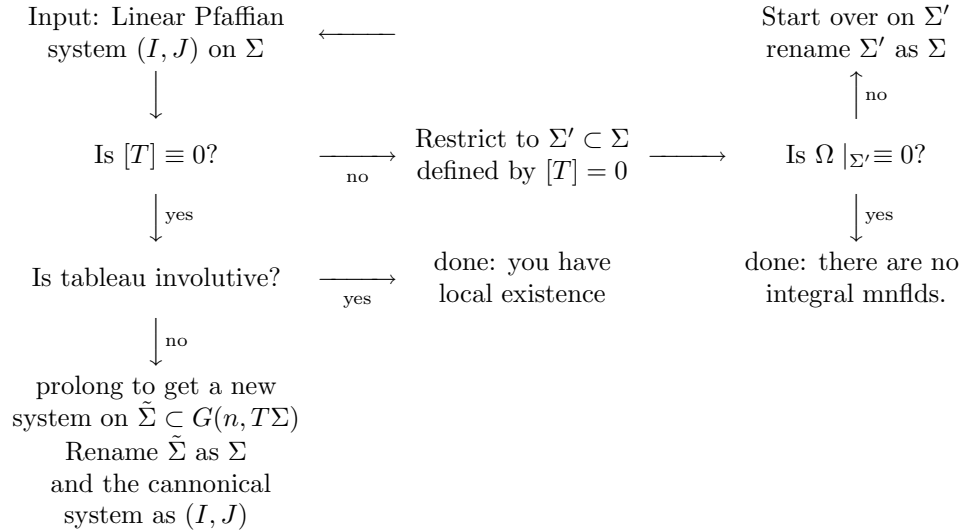 Input: Linear Pfaffian
system (I, J) on Σ
Start over on Σ′
rename Σ′ as Σ
no
Is [T] ≡ 0?
no
Restrict to Σ′ ⊂ Σ
defined by [T] = 0
Is Ω |Σ′≡ 0?
yes
yes
Is tableau involutive?
yes
done: you have
local existence
done: there are no
integral mnflds.
no
prolong to get a new
system on Σ̃ ⊂ G(n, TΣ)
Rename Σ̃ as Σ
and the cannonical
system as (I, J)